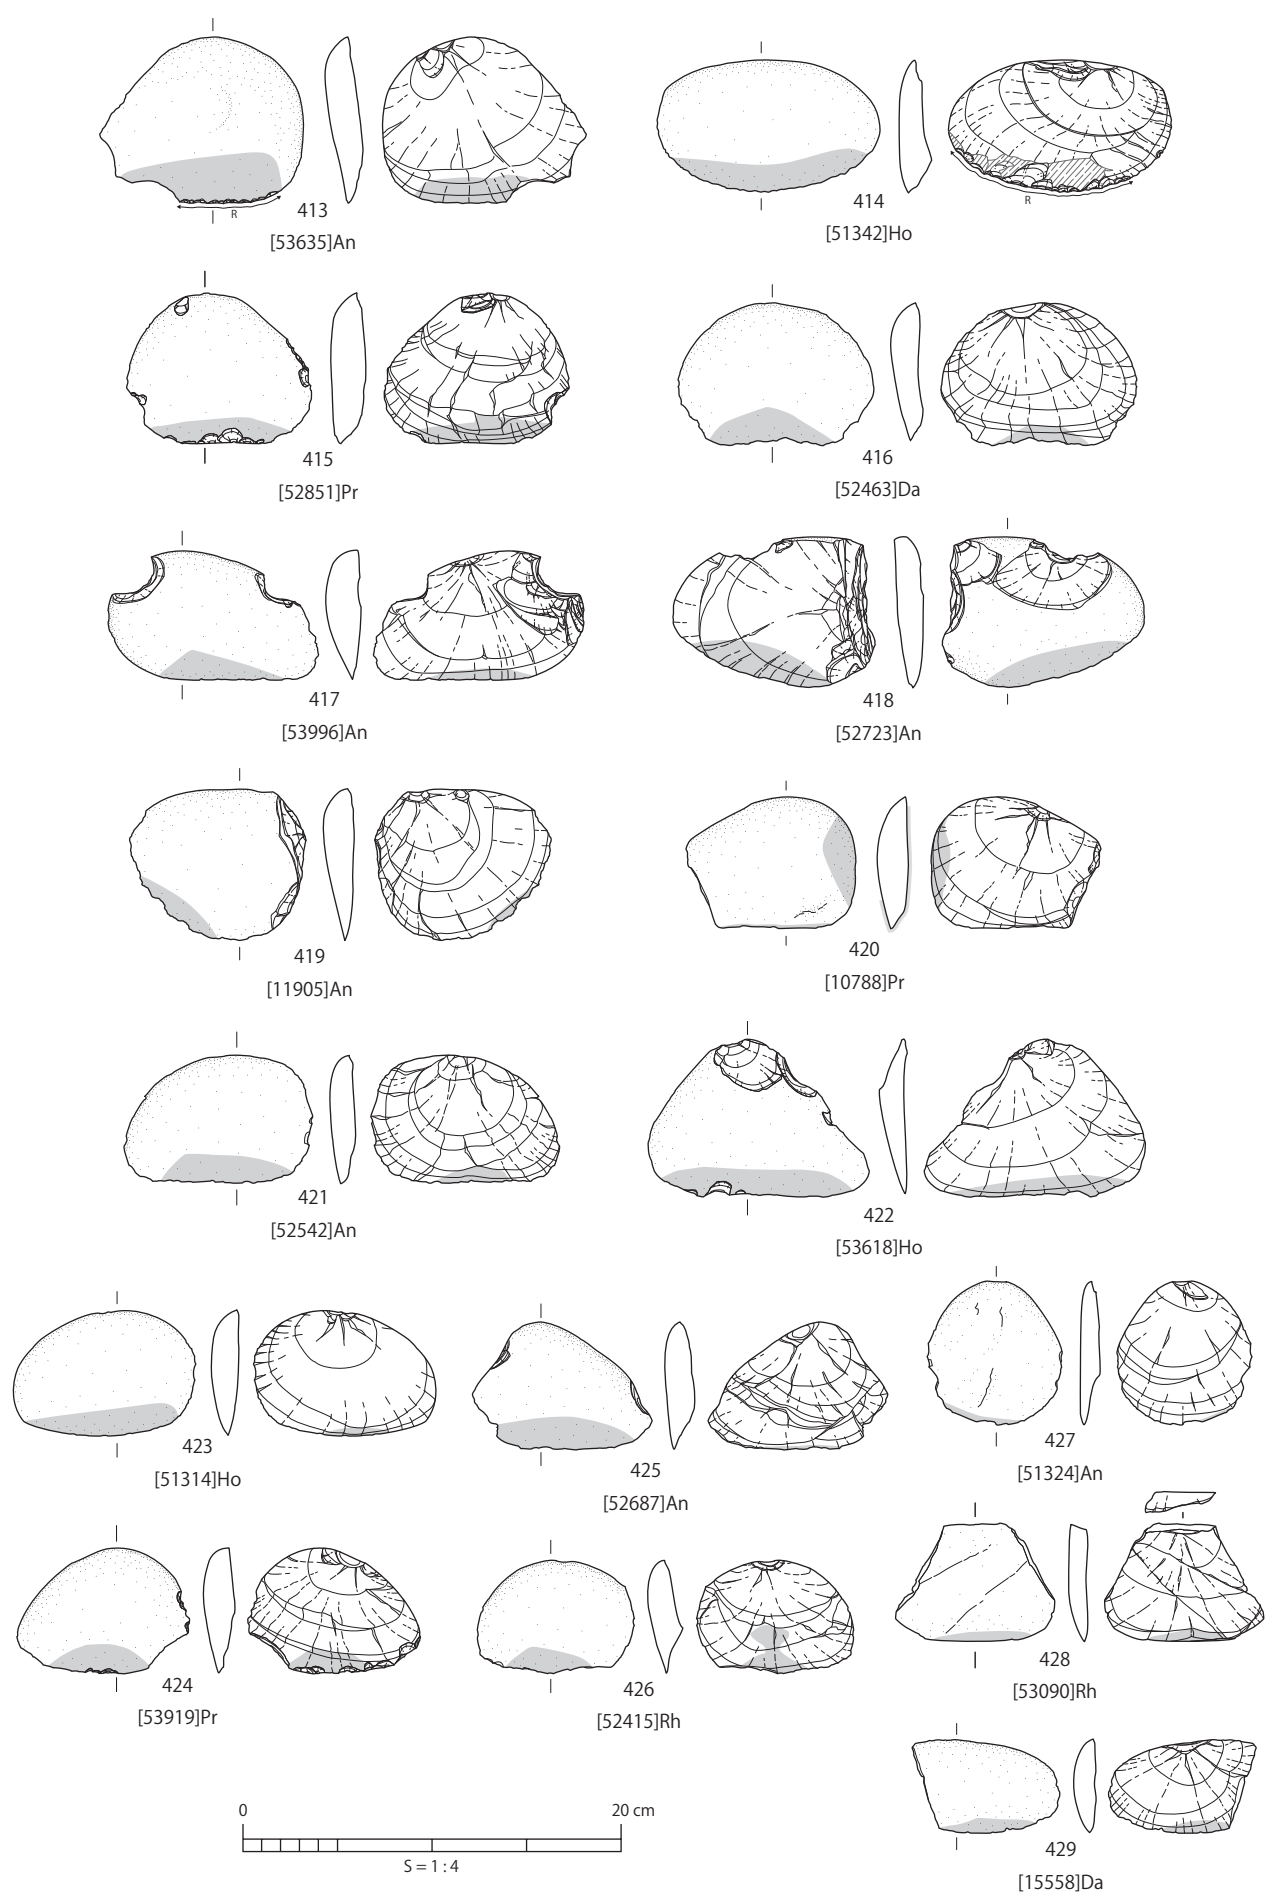 R
413
[53635]An
R
414
[51342]Ho
415
[52851]Pr
416
[52463]Da
417
[53996]An
418
[52723]An
419
[11905]An
420
[10788]Pr
421
[52542]An
422
[53618]Ho
423
[51314]Ho
425
[52687]An
427
[51324]An
424
[53919]Pr
426
[52415]Rh
428
[53090]Rh
429
[15558]Da
0 20 cm
S = 1 : 4